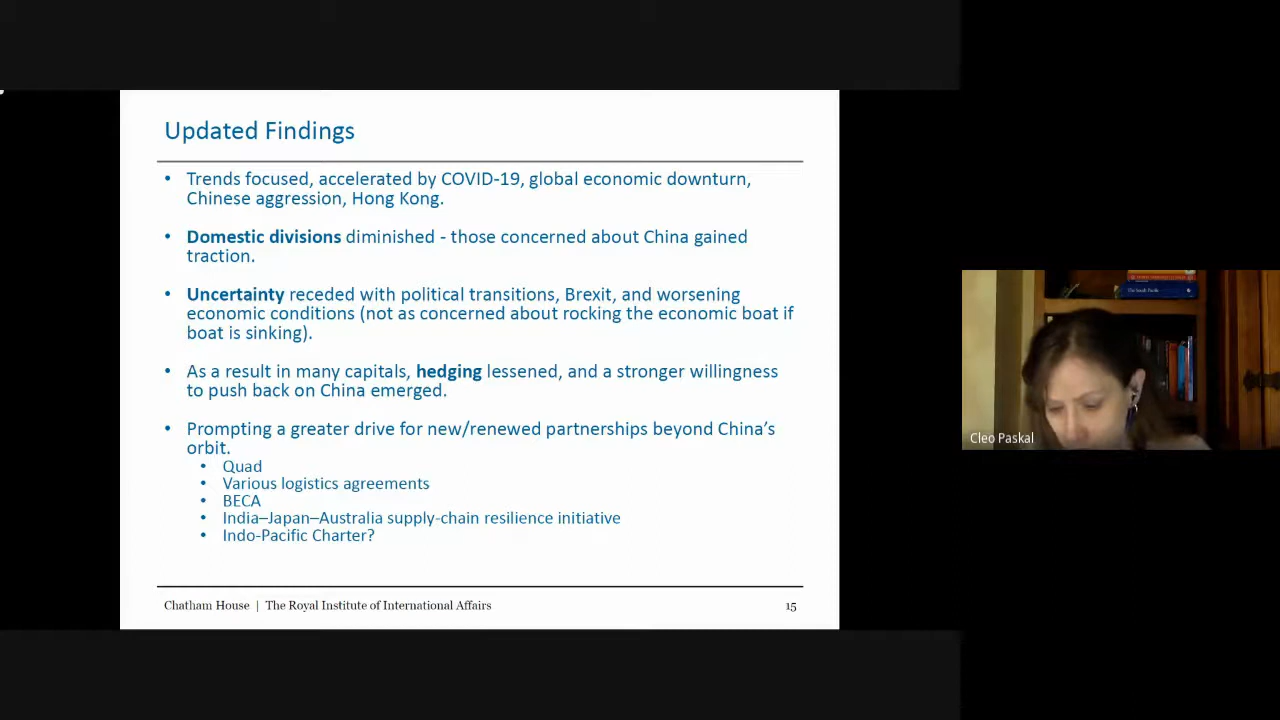 Updated Findings
• Trends focused, accelerated by COVID-19, global economic downturn,
Chinese aggression, Hong Kong.
• Domestic divisions diminished - those concerned about China gained
traction.
• Uncertainty receded with political transitions, Brexit, and worsening
economic conditions (not as concerned about rocking the economic boat if
boat is sinking).
• As a result in many capitals, hedging lessened, and a stronger willingness
to push back on China emerged.
• Prompting a greater drive for new/renewed partnerships beyond China’s
orbit.
• Quad
• Various logistics agreements
• BECA
• India–Japan–Australia supply-chain resilience initiative
• Indo-Pacific Charter?
Chatham House | The Royal Institute of International Affairs
15
Cleo Paskal